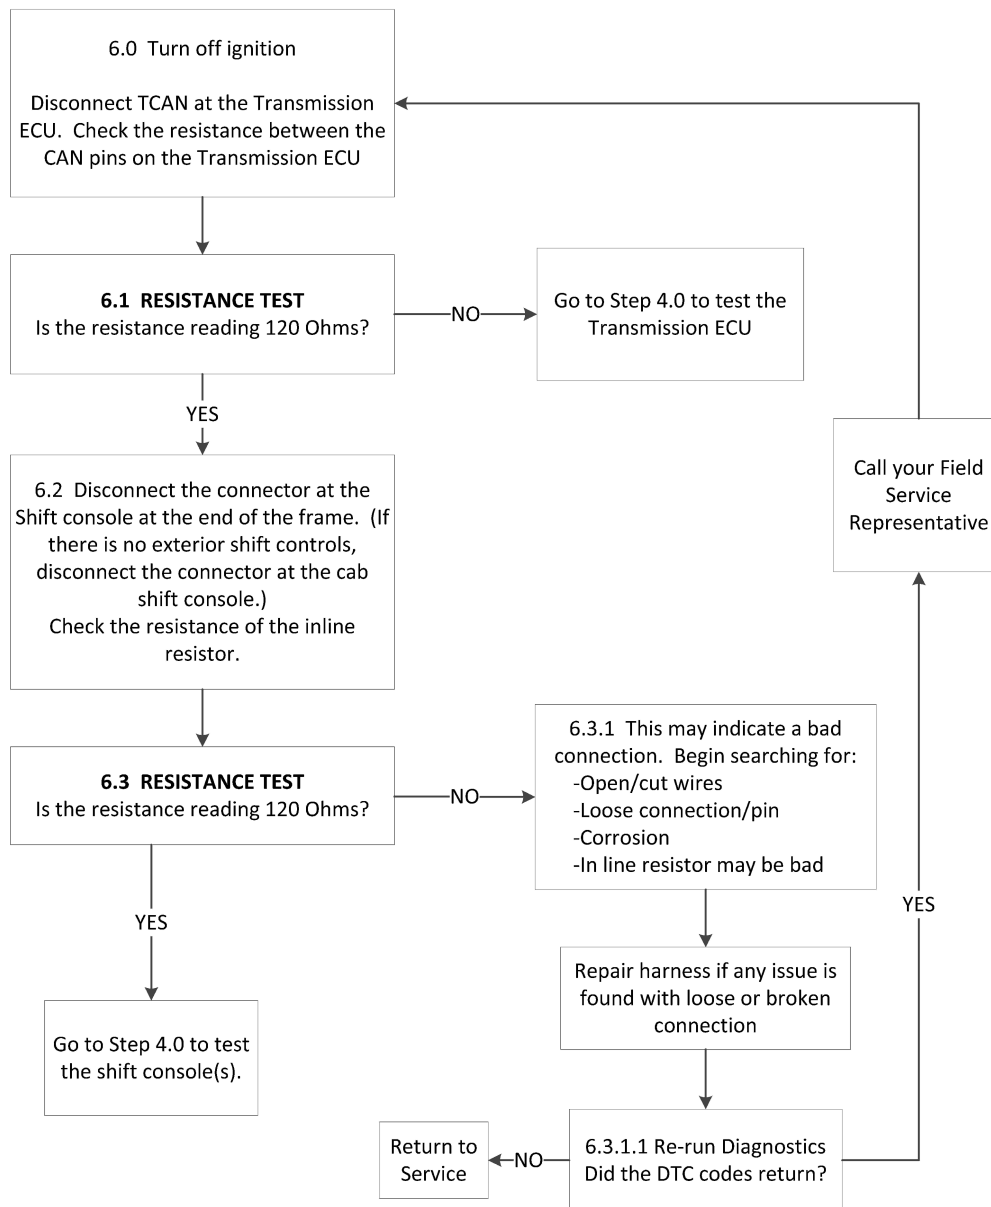 6.0 Turn off ignition
Disconnect TCAN at the Transmission
ECU. Check the resistance between the
CAN pins on the Transmission ECU
6.1 RESISTANCE TEST
Is the resistance reading 120 Ohms?
NO
Go to Step 4.0 to test the
Transmission ECU
YES
6.2 Disconnect the connector at the
Shift console at the end of the frame. (If
there is no exterior shift controls,
disconnect the connector at the cab
shift console.)
Check the resistance of the inline
resistor.
Call your Field
Service
Representative
6.3 RESISTANCE TEST
Is the resistance reading 120 Ohms?
NO
6.3.1 This may indicate a bad
connection. Begin searching for:
-Open/cut wires
-Loose connection/pin
-Corrosion
-In line resistor may be bad
YES
YES
Repair harness if any issue is
found with loose or broken
connection
Go to Step 4.0 to test
the shift console(s).
6.3.1.1 Re-run Diagnostics
Did the DTC codes return?
NO
Return to
Service